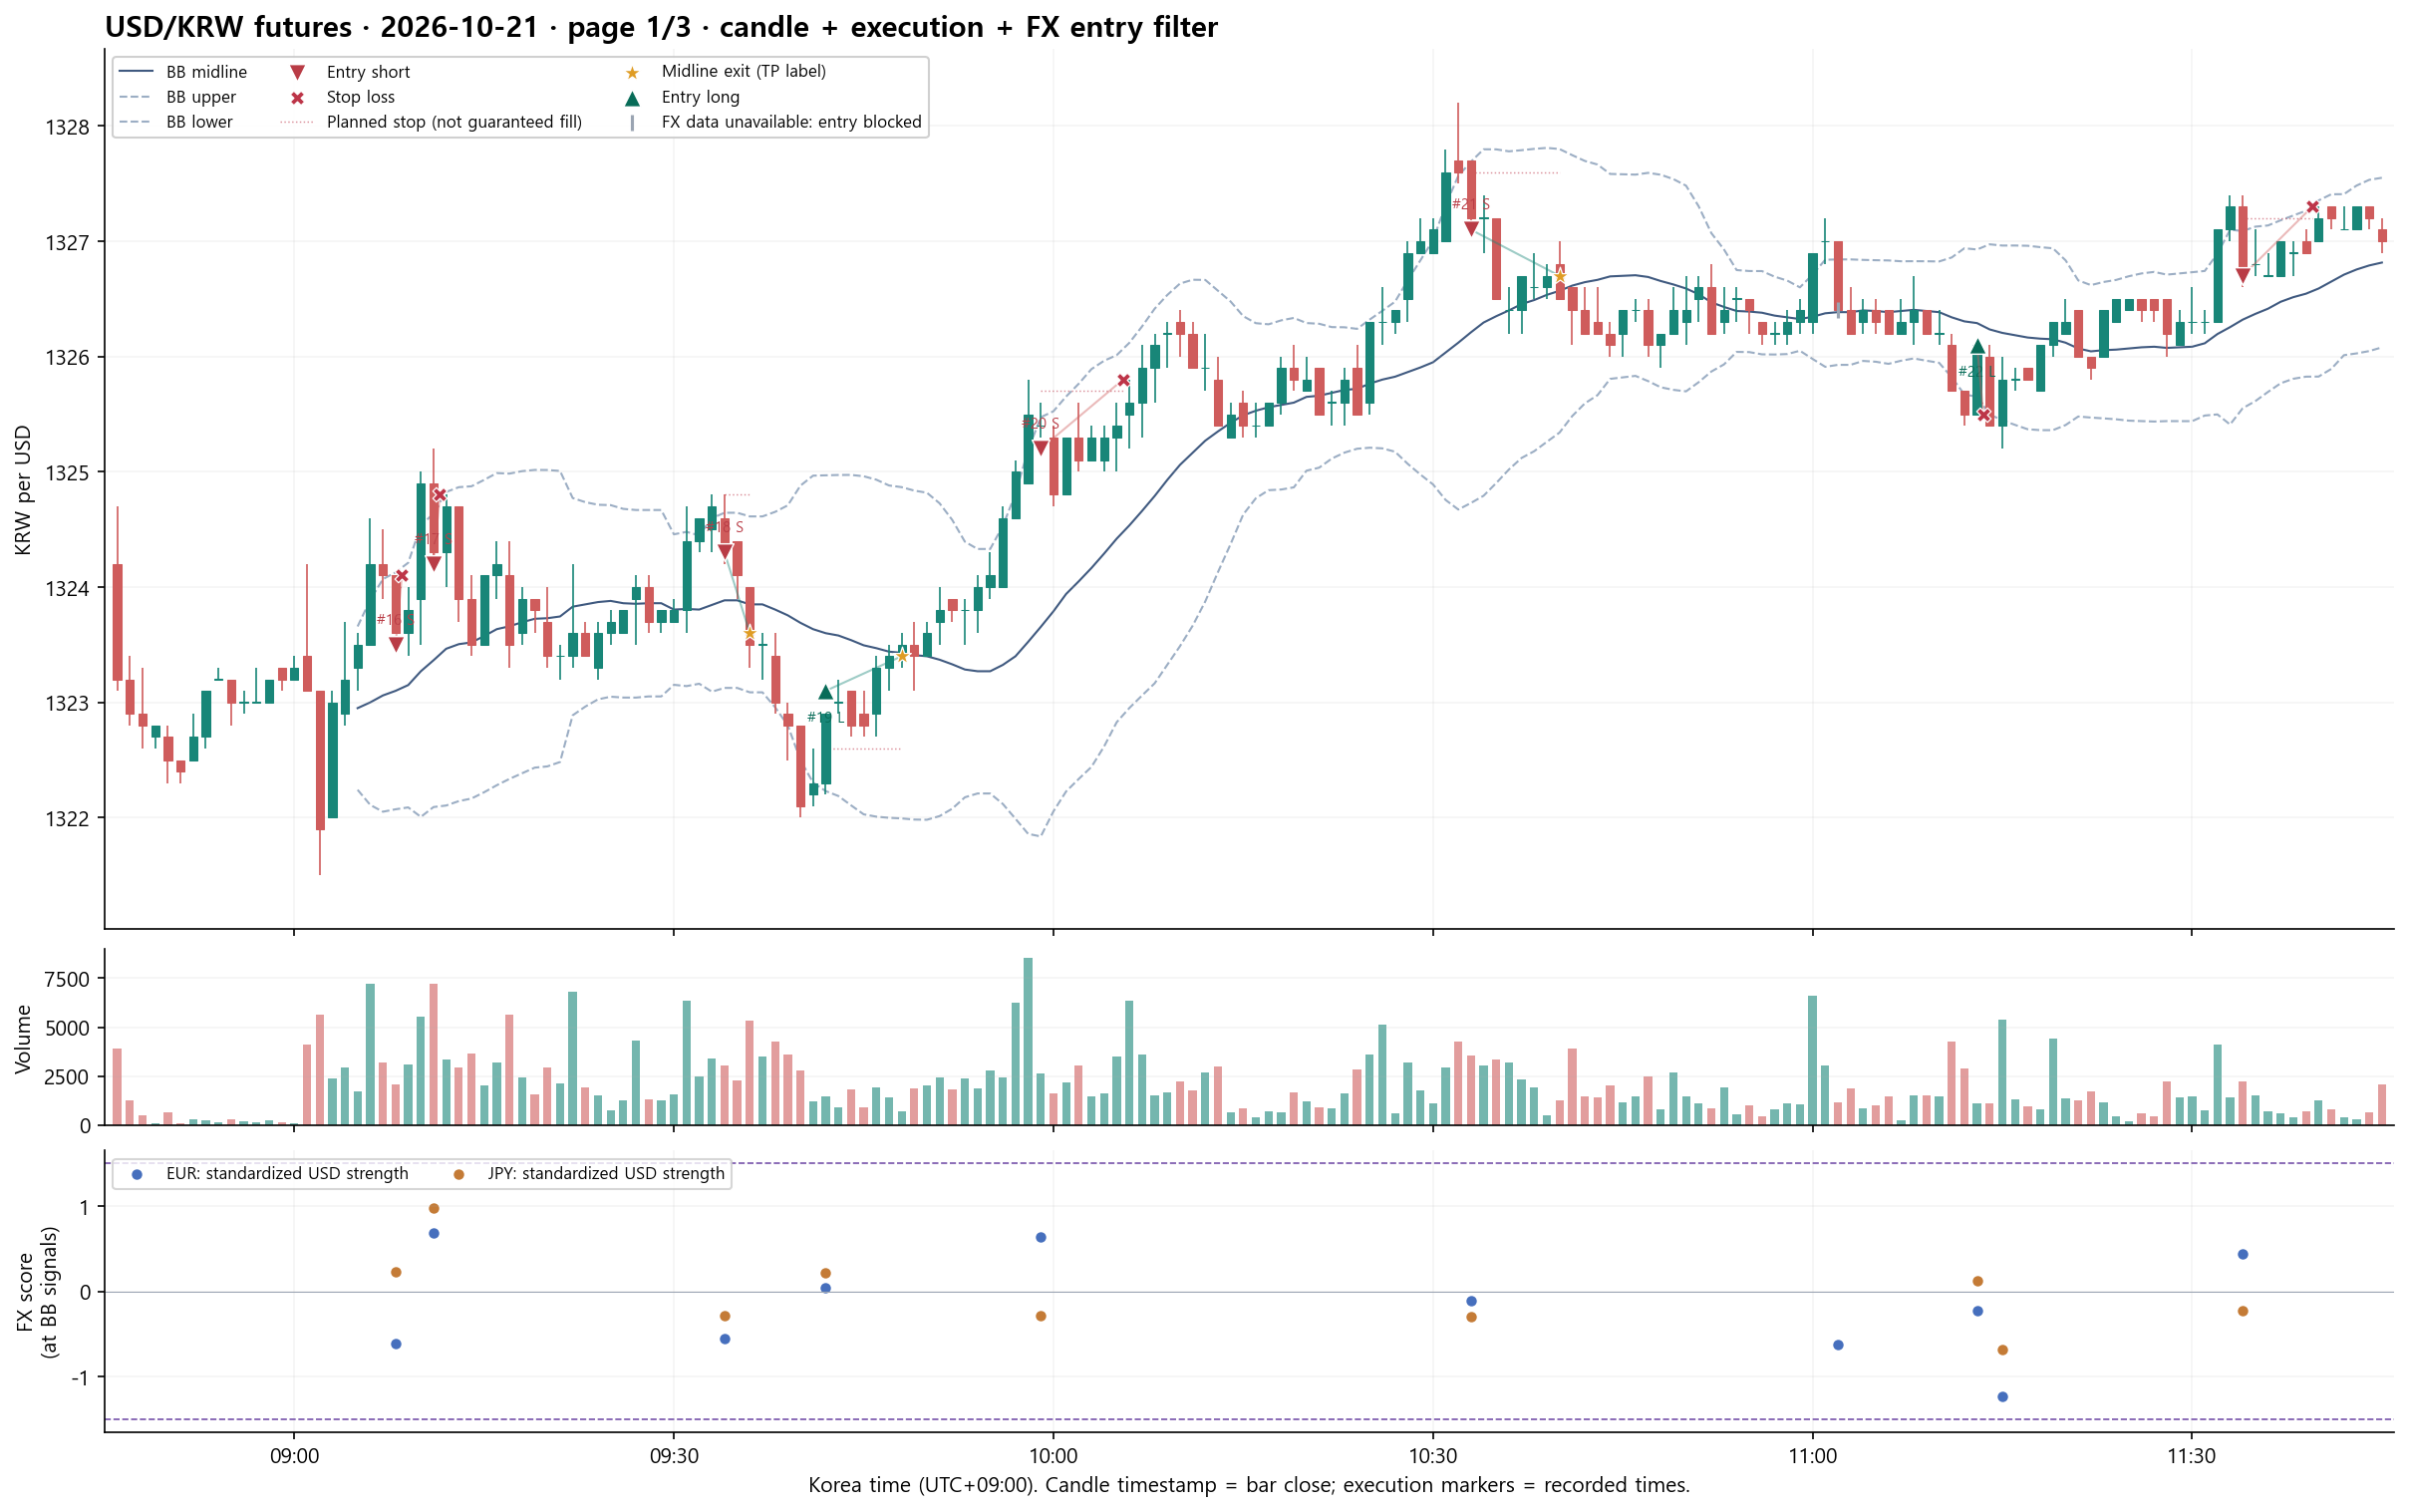 USD/KRW futures · 2026-10-21 · page 1/3 · candle + execution + FX entry filter
BB midline
BB upper
BB lower
Entry short
Stop loss
Planned stop (not guaranteed fill)
Midline exit (TP label)
Entry long
FX data unavailable: entry blocked
KRW per USD
1328
1327
1326
1325
1324
1323
1322
#16
#17
#18 S
#19 L
#20 S
#21 S
#22 L
Volume
7500
5000
2500
0
EUR: standardized USD strength
JPY: standardized USD strength
FX score
(at BB signals)
1
0
-1
09:00
09:30
10:00
10:30
11:00
11:30
Korea time (UTC+09:00). Candle timestamp = bar close; execution markers = recorded times.